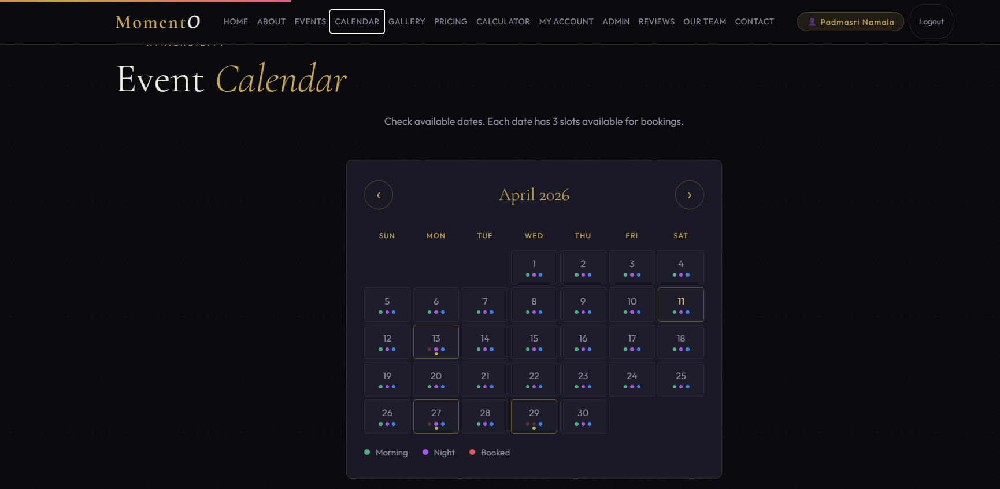 MomentO HOME ABOUT EVENTS CALENDAR GALLERY PRICING CALCULATOR MY ACCOUNT ADMIN REVIEWS OUR TEAM CONTACT Padmasri Namala Logout
AVAILABILITY
Event Calendar
Check available dates. Each date has 3 slots available for bookings.
‹ April 2026 ›
SUN MON TUE WED THU FRI SAT
1 2 3 4
5 6 7 8 9 10 11
12 13 14 15 16 17 18
19 20 21 22 23 24 25
26 27 28 29 30
Morning Night Booked